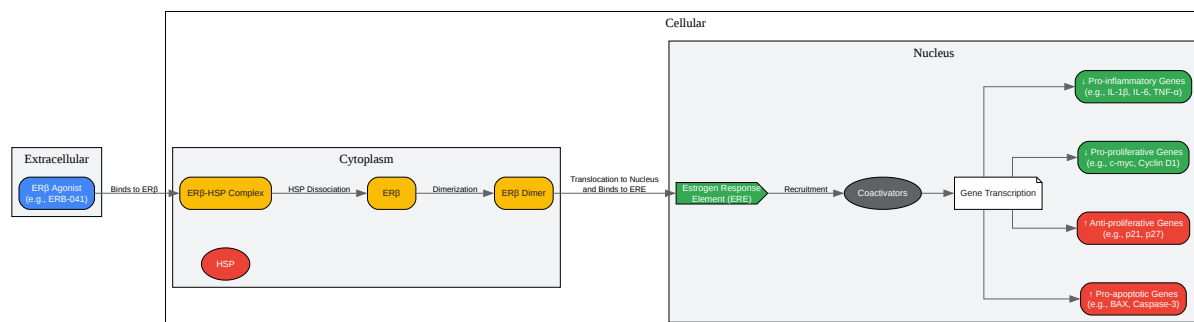 Cellular
Nucleus
Extracellular
ERβ Agonist
(e.g., ERB-041)
Binds to ERβ
Cytoplasm
ERβ-HSP Complex
HSP Dissociation
ERβ
Dimerization
ERβ Dimer
HSP
Translocation to Nucleus
and Binds to ERE
Estrogen Response
Element (ERE)
Recruitment
Coactivators
Gene Transcription
↓ Pro-inflammatory Genes
(e.g., IL-1β, IL-6, TNF-α)
↓ Pro-proliferative Genes
(e.g., c-myc, Cyclin D1)
↑ Anti-proliferative Genes
(e.g., p21, p27)
↑ Pro-apoptotic Genes
(e.g., BAX, Caspase-3)